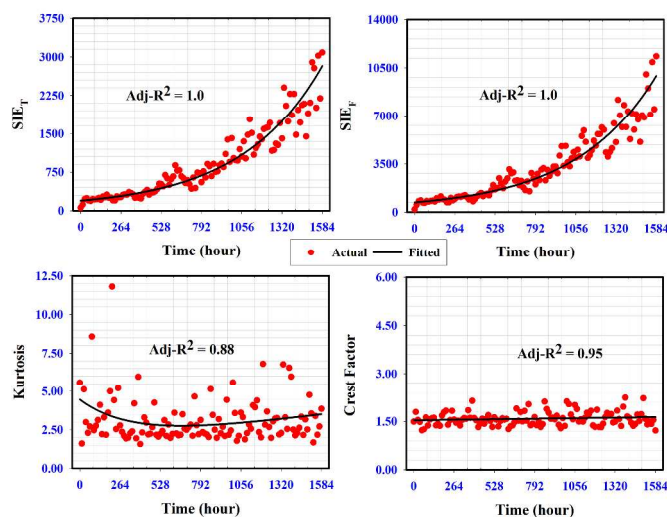 3750
3000
2250
1500
750
0
SIE_T
Adj-R² = 1.0
0 264 528 792 1056 1320 1584
Time (hour)
14000
10500
7000
3500
0
SIE_F
Adj-R² = 1.0
0 264 528 792 1056 1320 1584
Time (hour)
Actual Fitted
12.50
10.00
7.50
5.00
2.50
0.00
Kurtosis
Adj-R² = 0.88
0 264 528 792 1056 1320 1584
Time (hour)
6.00
4.50
3.00
1.50
0.00
Crest Factor
Adj-R² = 0.95
0 264 528 792 1056 1320 1584
Time (hour)